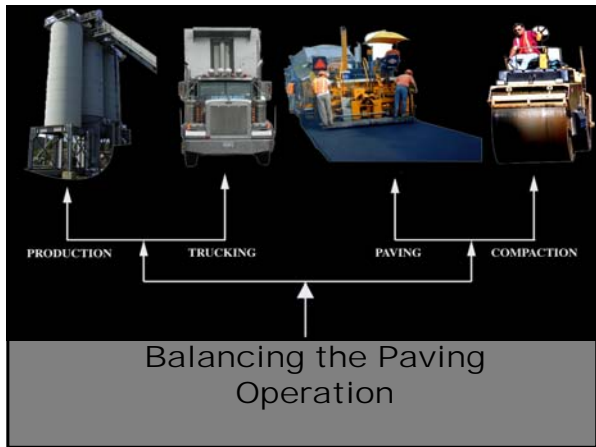 PRODUCTION TRUCKING PAVING COMPACTION
Balancing the Paving
Operation